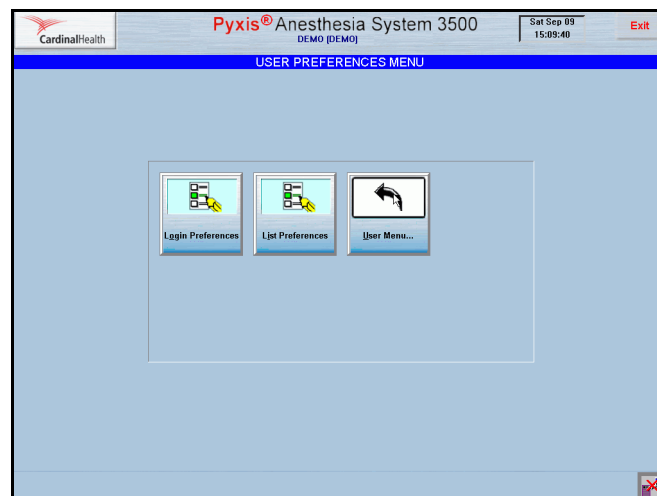 CardinalHealth
Pyxis® Anesthesia System 3500
DEMO [DEMO]
Sat Sep 09
15:09:40
Exit
USER PREFERENCES MENU
Login Preferences
List Preferences
User Menu...